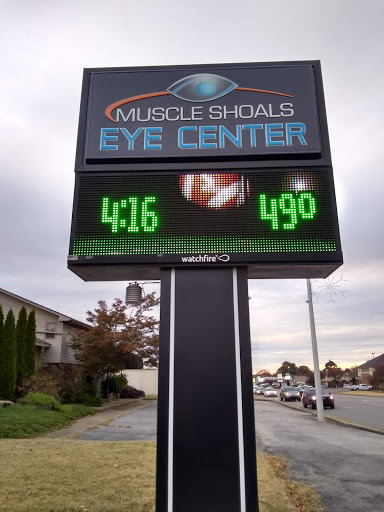 MUSCLE SHOALS
EYE CENTER
4:16 49°
watchfire